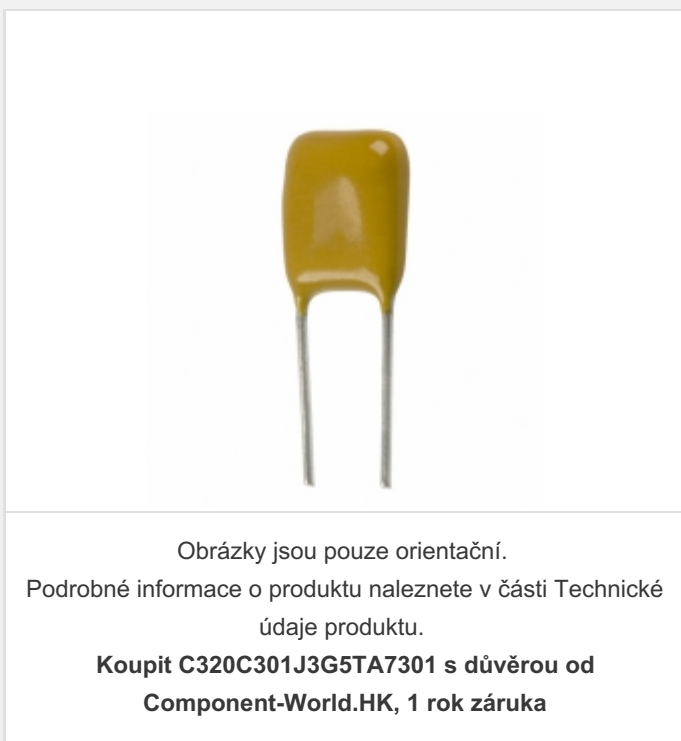 Obrázky jsou pouze orientační.
Podrobné informace o produktu naleznete v části Technické
údaje produktu.
Koupit C320C301J3G5TA7301 s důvěrou od
Component-World.HK, 1 rok záruka